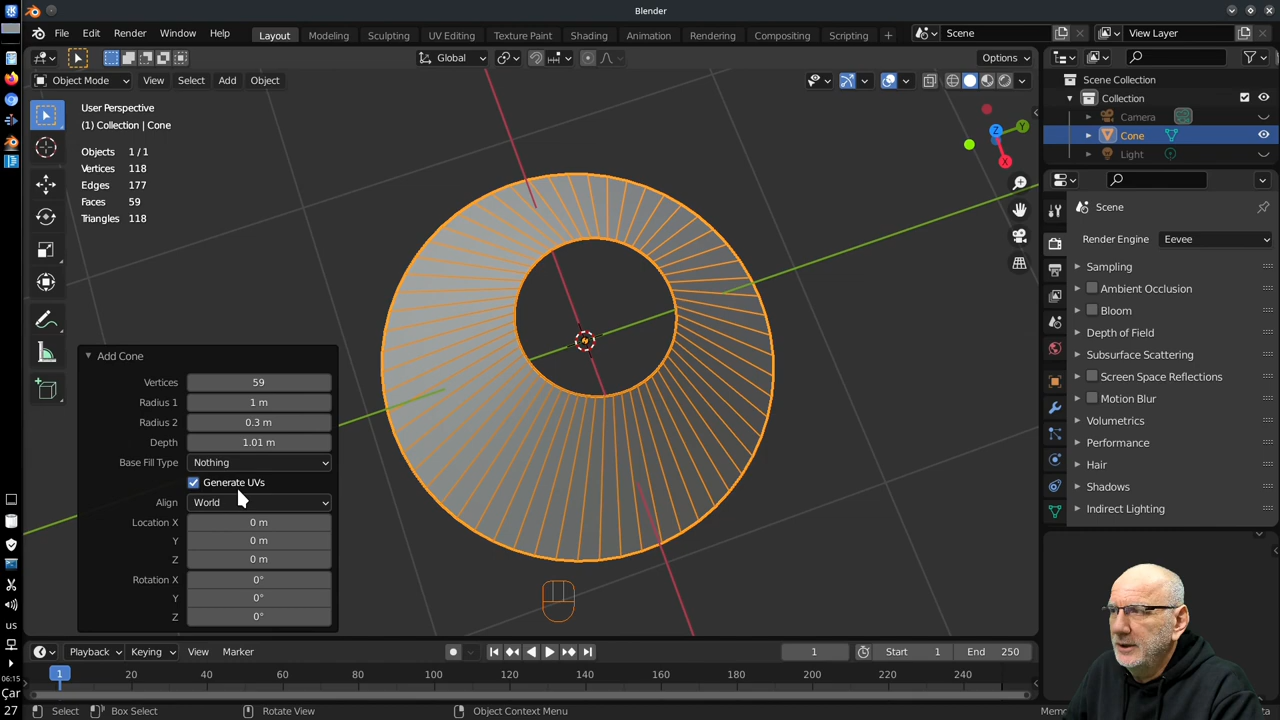 Blender
File Edit Render Window Help
Layout Modeling Sculpting UV Editing Texture Paint Shading Animation Rendering Compositing Scripting +
Scene View Layer
Global Options
Object Mode View Select Add Object
Scene Collection
Collection
Camera
Cone
Light
User Perspective
(1) Collection | Cone
Objects 1/1
Vertices 118
Edges 177
Faces 59
Triangles 118
Z Y X
Scene
Render Engine Eevee
Sampling
Ambient Occlusion
Bloom
Depth of Field
Subsurface Scattering
Screen Space Reflections
Motion Blur
Volumetrics
Performance
Hair
Shadows
Indirect Lighting
Add Cone
Vertices 59
Radius 1 1 m
Radius 2 0.3 m
Depth 1.01 m
Base Fill Type Nothing
Generate UVs
Align World
Location X 0 m
Y 0 m
Z 0 m
Rotation X 0°
Y 0°
Z 0°
us
06:15
Çar
27
Playback Keying View Marker
1 Start 1 End 250
1 20 40 60 80 100 120 140 160 180 200 220 240
Select Box Select Rotate View Object Context Menu